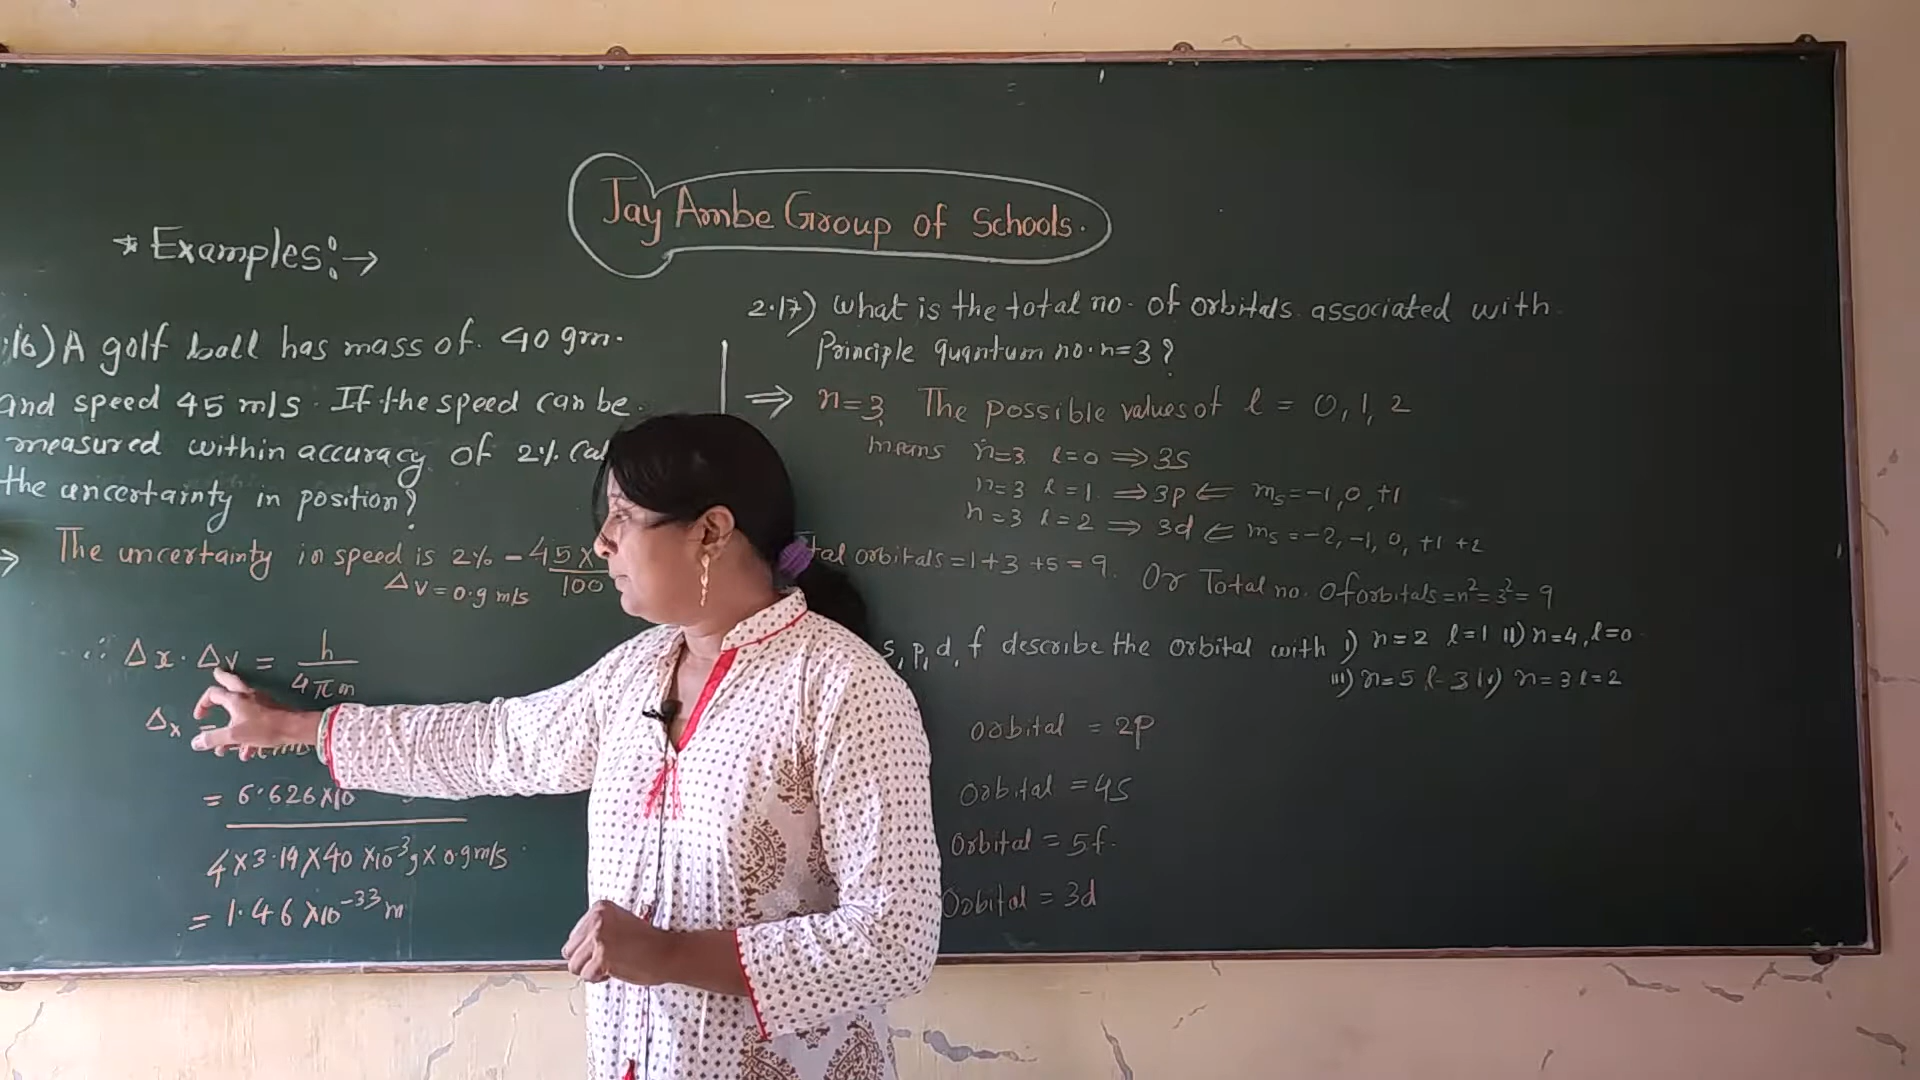 Jay Ambe Group of Schools.
* Examples:→
:16) A golf ball has mass of 40 gm.
and speed 45 m/s. If the speed can be
measured within accuracy of 2%. Cal
the uncertainty in position?
⇒ The uncertainty in speed is 2% - 45×
100
Δv = 0.9 m/s
∴ Δx · Δv = h
4πm
Δx =
= 6.626×10
4×3.14×40×10⁻³g×0.9m/s
= 1.46×10⁻³³m
2.17) What is the total no. of orbitals associated with
Principle quantum no. n=3?
⇒ n=3, The possible values of l = 0, 1, 2
means n=3 l=0 ⇒ 3s
n=3 l=1 ⇒ 3p ⇐ ms = -1, 0, +1
n=3 l=2 ⇒ 3d ⇐ ms = -2, -1, 0, +1 +2
tal orbitals = 1+3+5=9. Or Total no. of orbitals = n² = 3² = 9
s, p, d, f describe the orbital with i) n=2 l=1 ii) n=4, l=0
iii) n=5 l-3 iv) n=3 l=2
Orbital = 2p
Orbital = 4s
Orbital = 5f.
Orbital = 3d